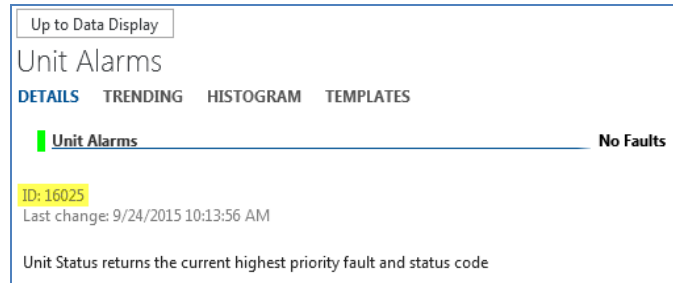 Up to Data Display
Unit Alarms
DETAILS TRENDING HISTOGRAM TEMPLATES
Unit Alarms No Faults
ID: 16025
Last change: 9/24/2015 10:13:56 AM
Unit Status returns the current highest priority fault and status code